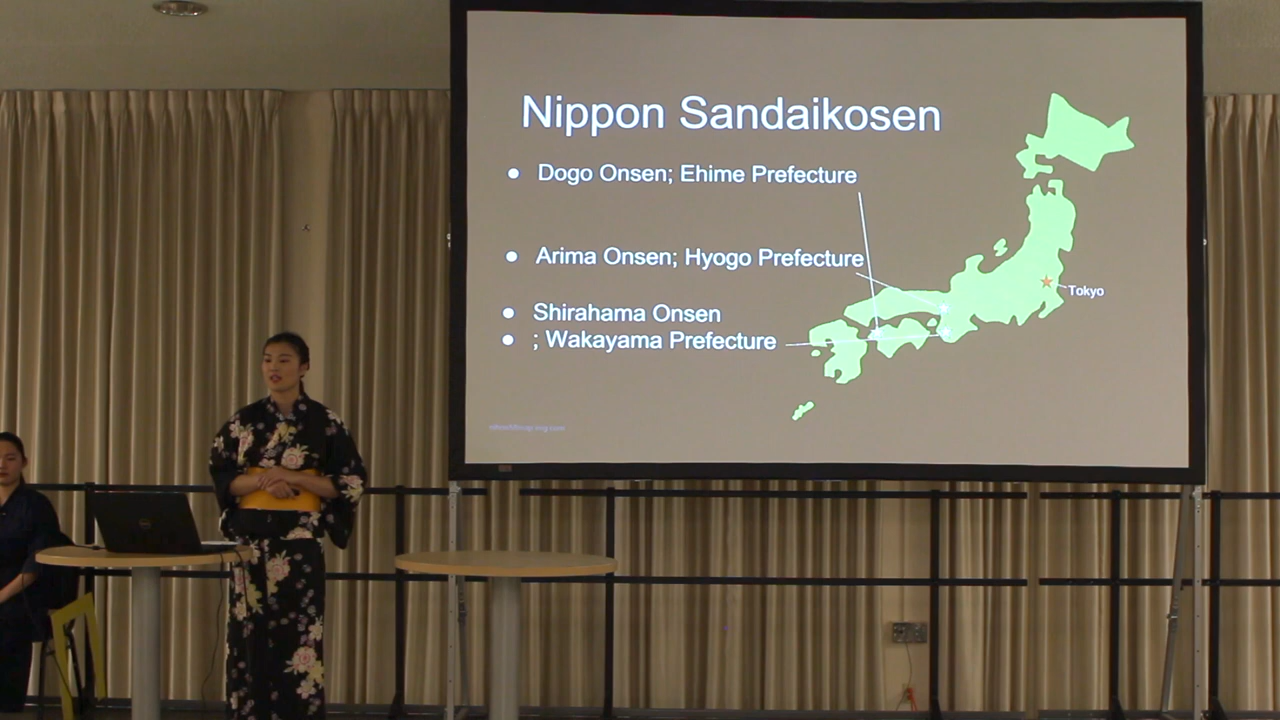 Nippon Sandaikosen
● Dogo Onsen; Ehime Prefecture
● Arima Onsen; Hyogo Prefecture
● Shirahama Onsen
● ; Wakayama Prefecture
Tokyo